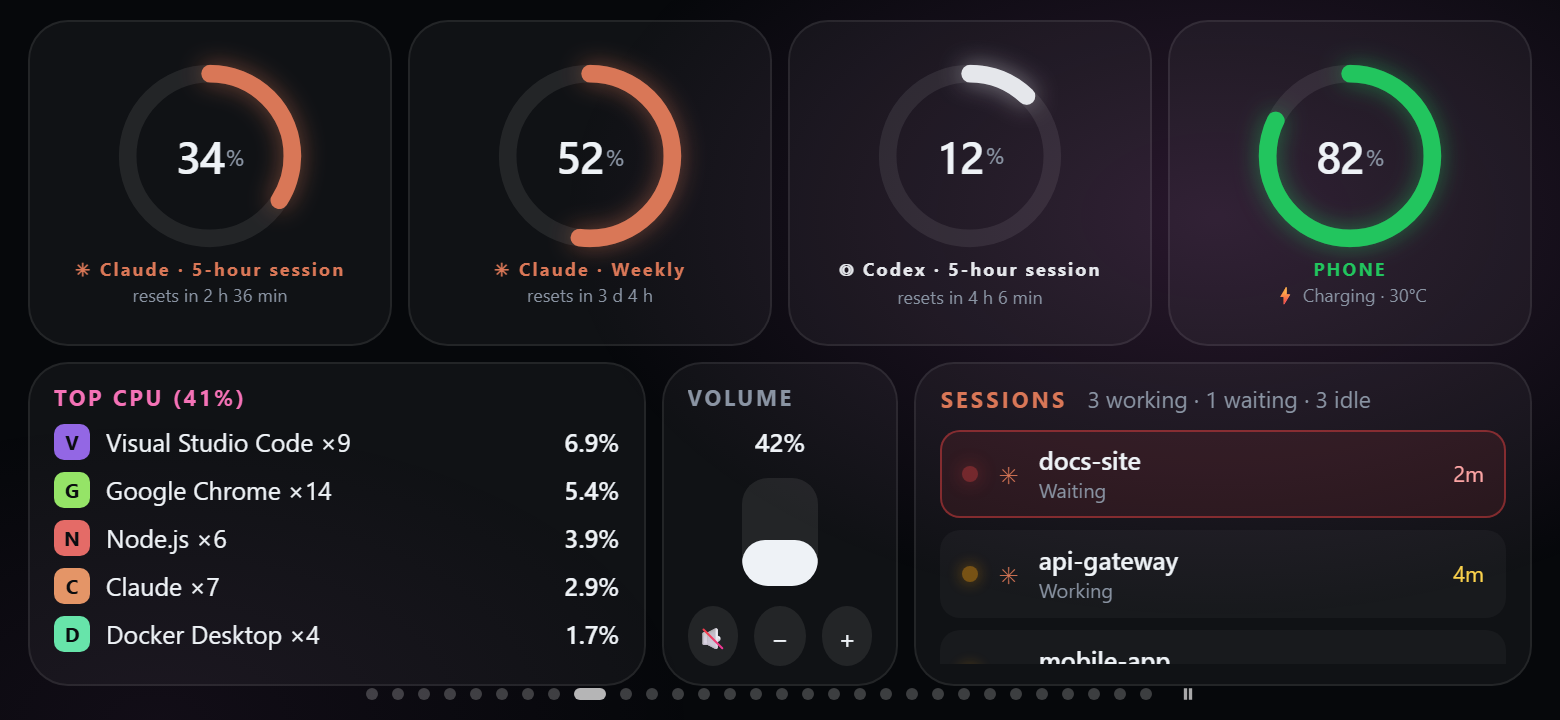 34%
✳ Claude · 5-hour session
resets in 2 h 36 min
52%
✳ Claude · Weekly
resets in 3 d 4 h
12%
Codex · 5-hour session
resets in 4 h 6 min
82%
PHONE
⚡ Charging · 30°C
TOP CPU (41%)
V Visual Studio Code ×9 6.9%
G Google Chrome ×14 5.4%
N Node.js ×6 3.9%
C Claude ×7 2.9%
D Docker Desktop ×4 1.7%
VOLUME
42%
− +
SESSIONS 3 working · 1 waiting · 3 idle
docs-site 2m
Waiting
api-gateway 4m
Working
mobile-app